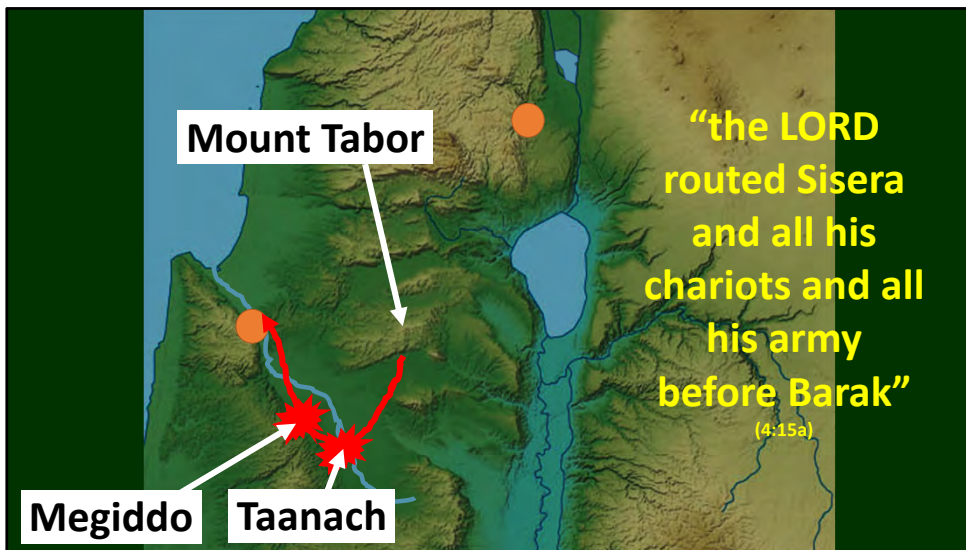 Mount Tabor
“the LORD
routed Sisera
and all his
chariots and all
his army
before Barak”
(4:15a)
Megiddo
Taanach